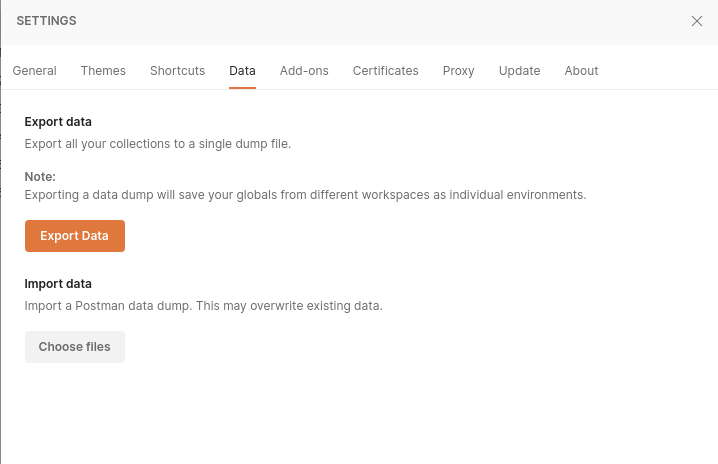 SETTINGS
General Themes Shortcuts Data Add-ons Certificates Proxy Update About
Export data
Export all your collections to a single dump file.
Note:
Exporting a data dump will save your globals from different workspaces as individual environments.
Export Data
Import data
Import a Postman data dump. This may overwrite existing data.
Choose files